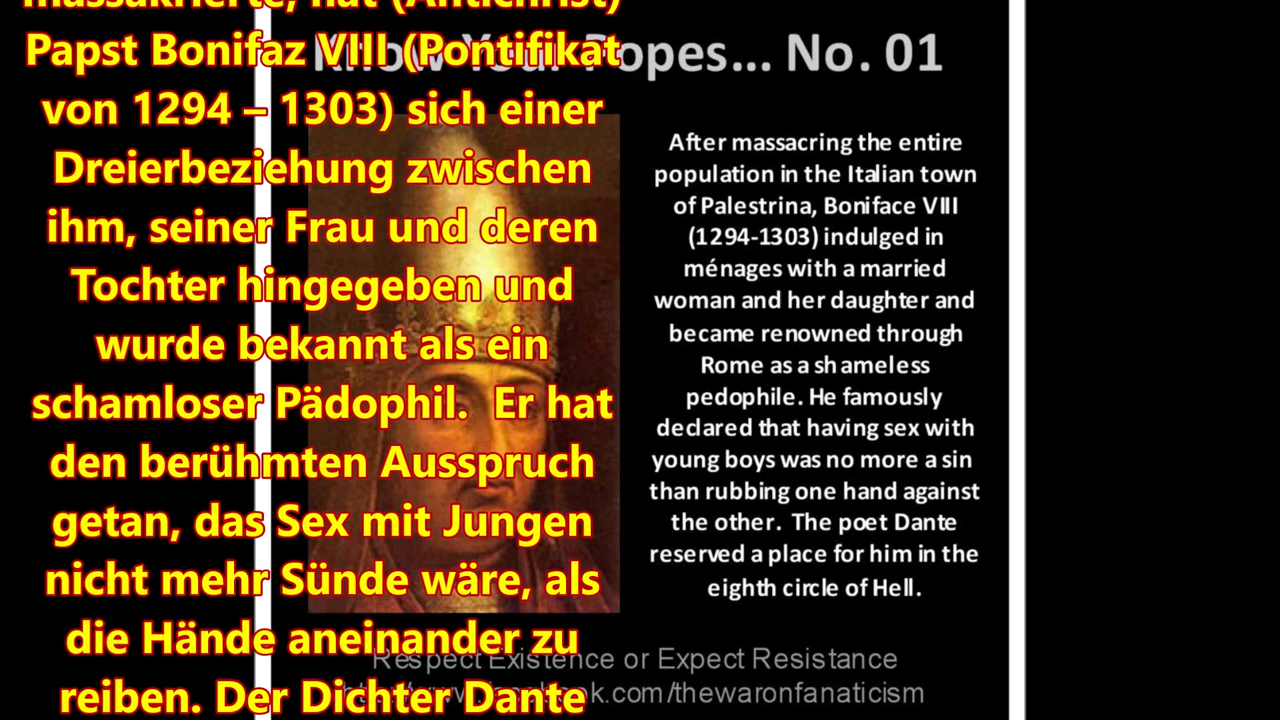 massakrierte, hat (Antichrist)
Papst Bonifaz VIII (Pontifikat
von 1294 – 1303) sich einer
Dreierbeziehung zwischen
ihm, seiner Frau und deren
Tochter hingegeben und
wurde bekannt als ein
schamloser Pädophil. Er hat
den berühmten Ausspruch
getan, das Sex mit Jungen
nicht mehr Sünde wäre, als
die Hände aneinander zu
reiben. Der Dichter Dante
Know Your Popes... No. 01
After massacring the entire
population in the Italian town
of Palestrina, Boniface VIII
(1294-1303) indulged in
ménages with a married
woman and her daughter and
became renowned through
Rome as a shameless
pedophile. He famously
declared that having sex with
young boys was no more a sin
than rubbing one hand against
the other. The poet Dante
reserved a place for him in the
eighth circle of Hell.
Respect Existence or Expect Resistance
k.com/thewaronfanaticism